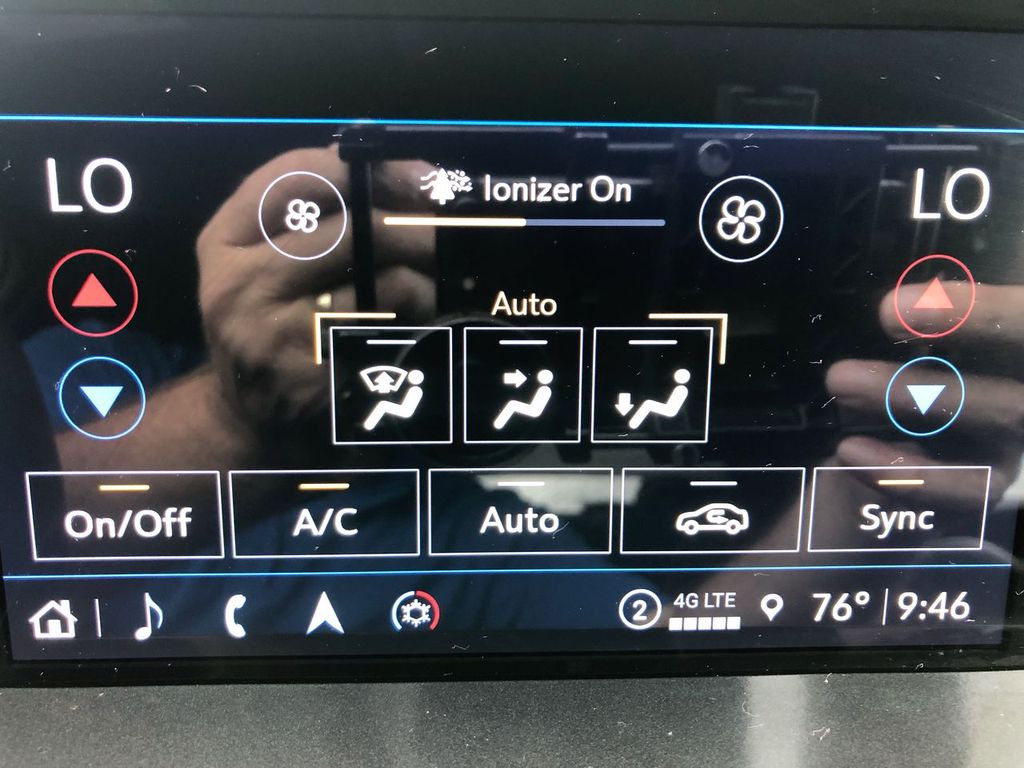 LO
Ionizer On
LO
Auto
On/Off
A/C
Auto
Sync
2
4G LTE
76°
9:46